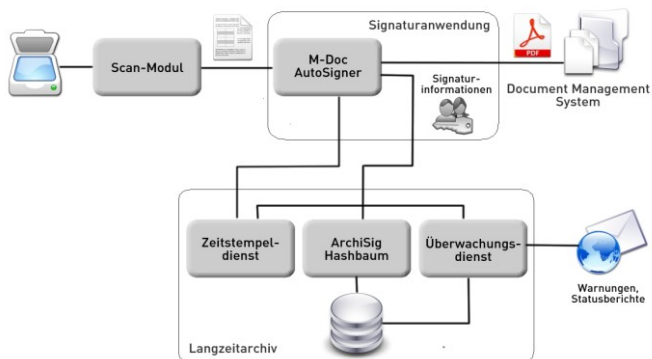 Signaturanwendung
Scan-Modul
M-Doc
AutoSigner
PDF
Signatur-
informationen
Document Management
System
Zeitstempel-
dienst
ArchiSig
Hashbaum
Überwachungs-
dienst
Warnungen,
Statusberichte
Langzeitarchiv